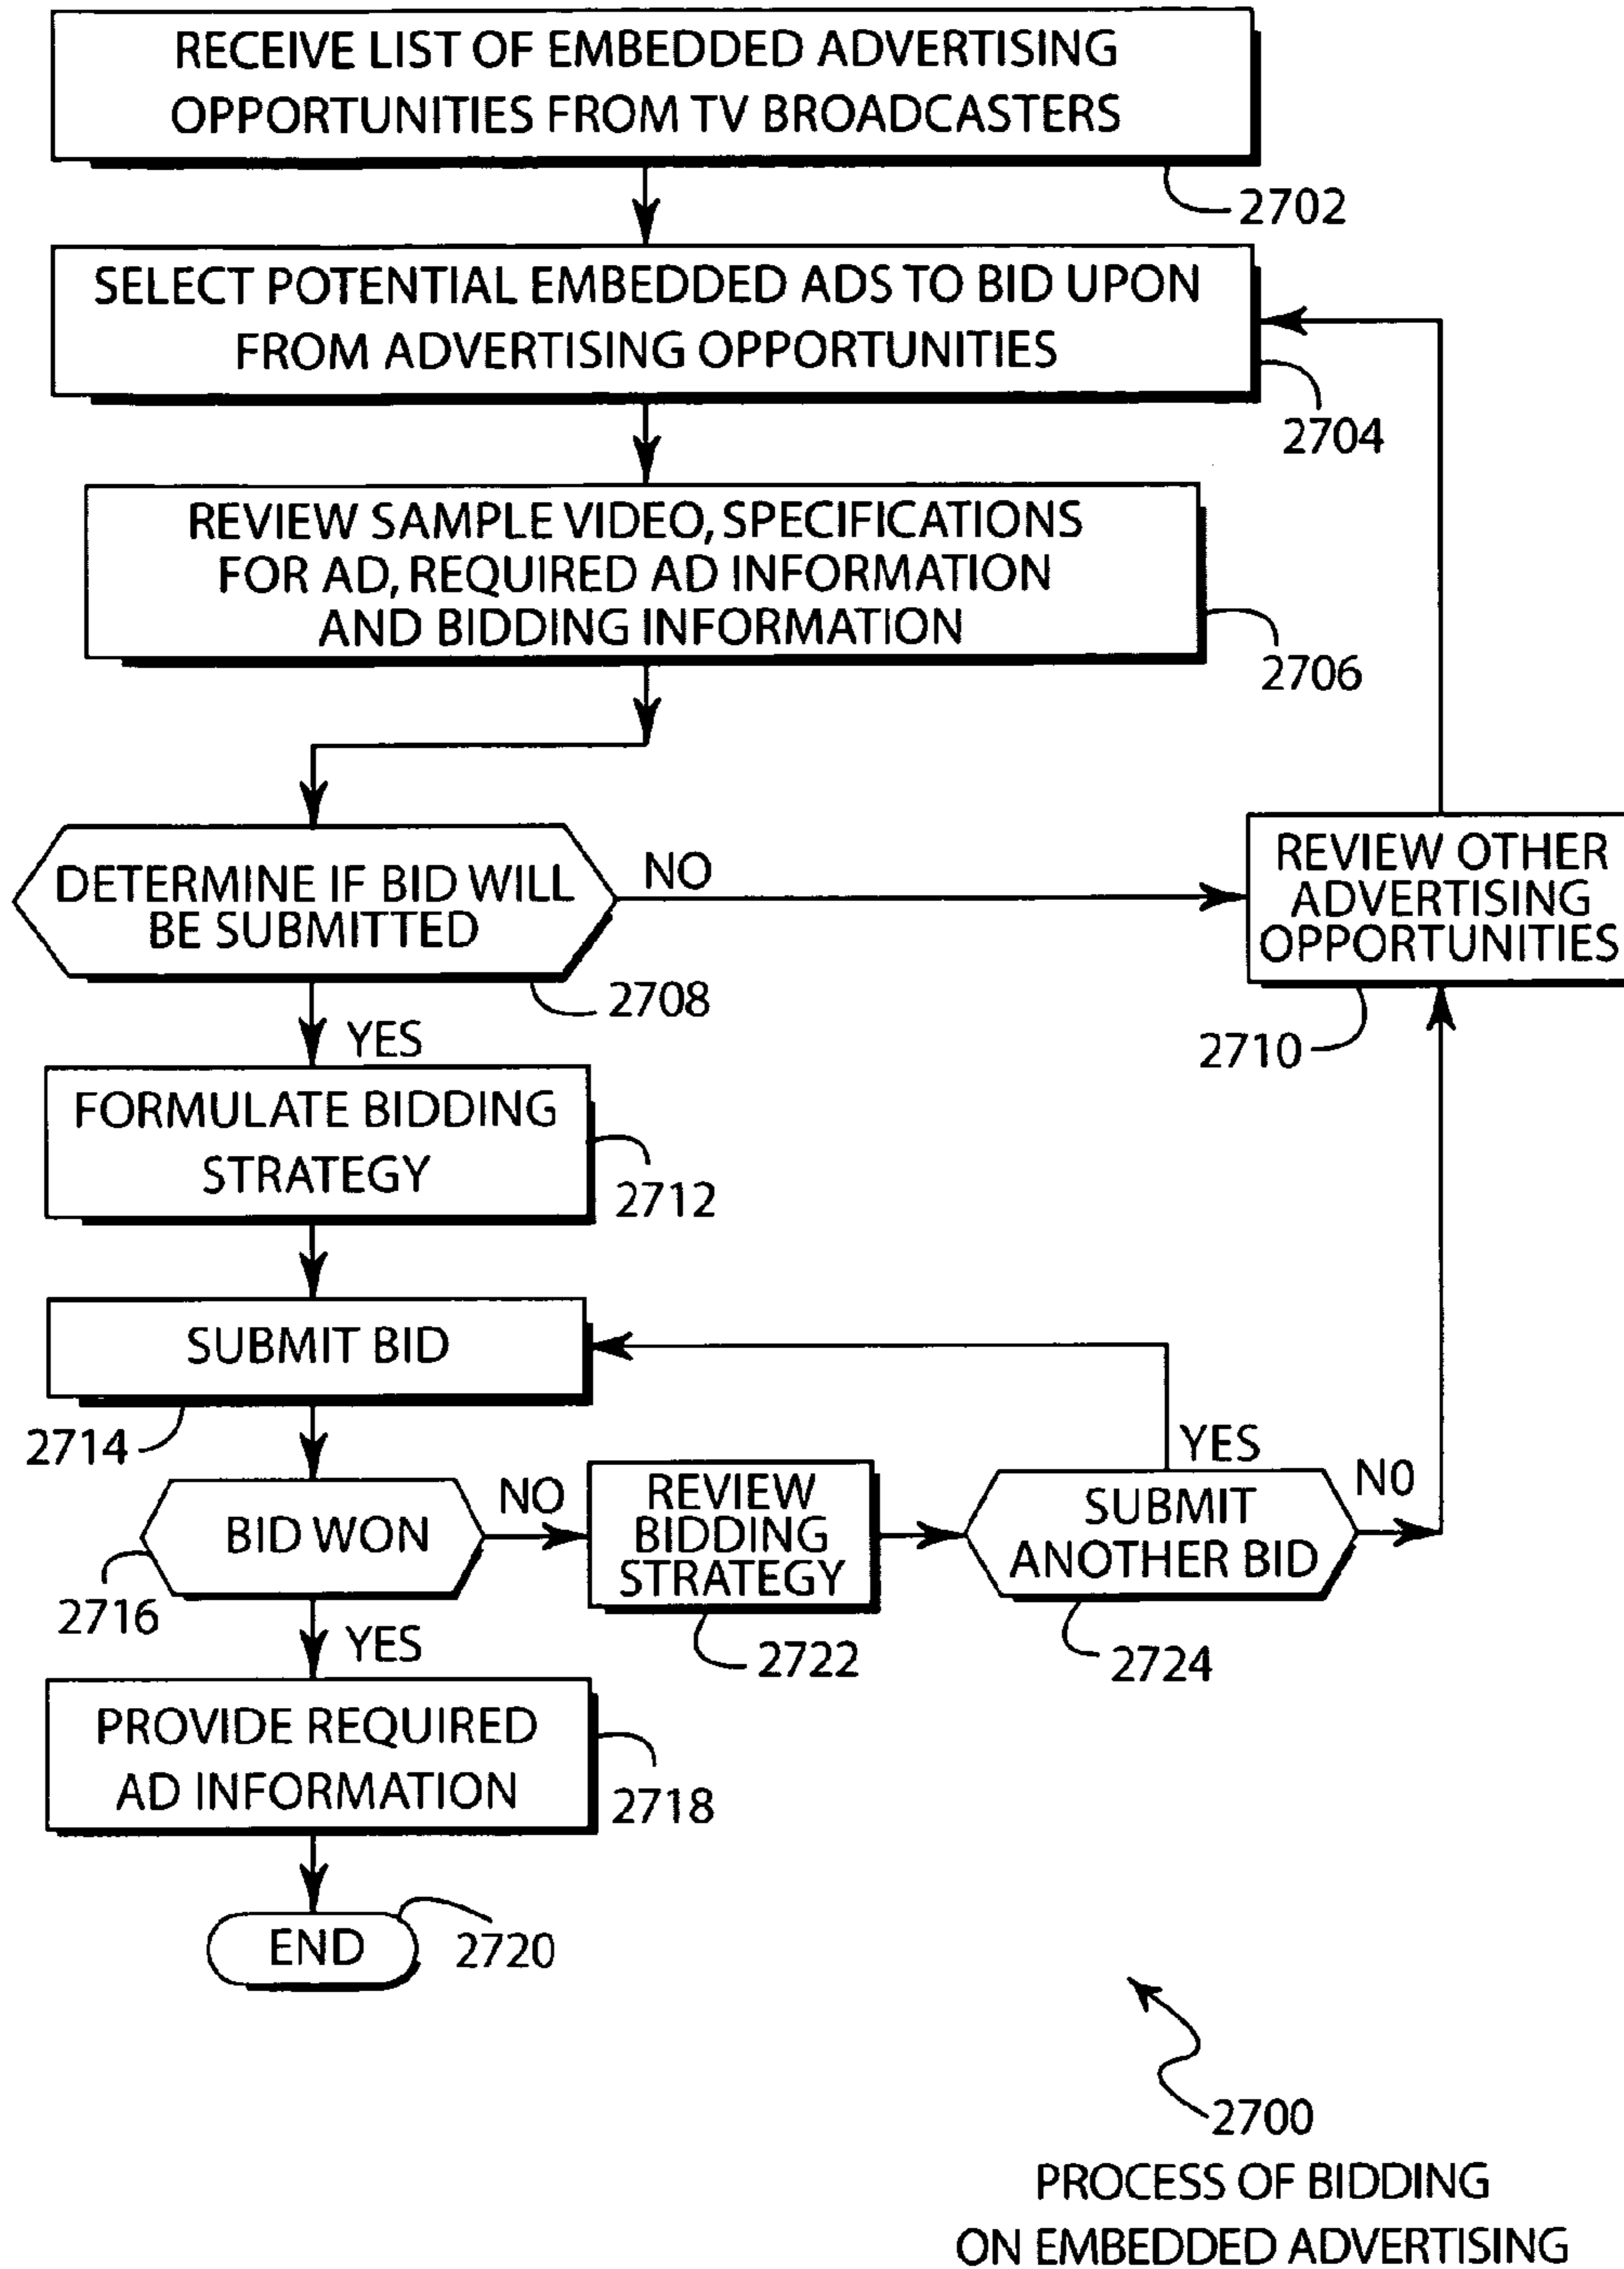 RECEIVE LIST OF EMBEDDED ADVERTISING
OPPORTUNITIES FROM TV BROADCASTERS
2702
SELECT POTENTIAL EMBEDDED ADS TO BID UPON
FROM ADVERTISING OPPORTUNITIES
2704
REVIEW SAMPLE VIDEO, SPECIFICATIONS
FOR AD, REQUIRED AD INFORMATION
AND BIDDING INFORMATION
2706
DETERMINE IF BID WILL
BE SUBMITTED
NO
2708
REVIEW OTHER
ADVERTISING
OPPORTUNITIES
2710
YES
FORMULATE BIDDING
STRATEGY
2712
SUBMIT BID
2714
BID WON
2716
NO
REVIEW
BIDDING
STRATEGY
2722
SUBMIT
ANOTHER BID
2724
YES
NO
YES
PROVIDE REQUIRED
AD INFORMATION
2718
END
2720
2700
PROCESS OF BIDDING
ON EMBEDDED ADVERTISING